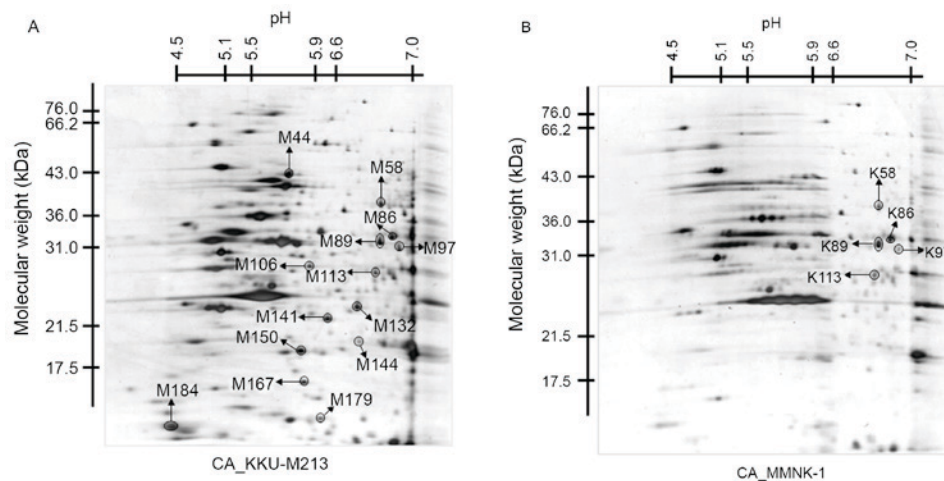 A
pH
4.5
5.1
5.5
5.9
6.6
7.0
Molecular weight (kDa)
76.0
66.2
43.0
36.0
31.0
21.5
17.5
M44
M58
M86
M89
M97
M106
M113
M141
M132
M150
M144
M167
M184
M179
CA_KKU-M213
B
pH
4.5
5.1
5.5
5.9
6.6
7.0
Molecular weight (kDa)
76.0
66.2
43.0
36.0
31.0
21.5
17.5
K58
K86
K89
K9
K113
CA_MMNK-1